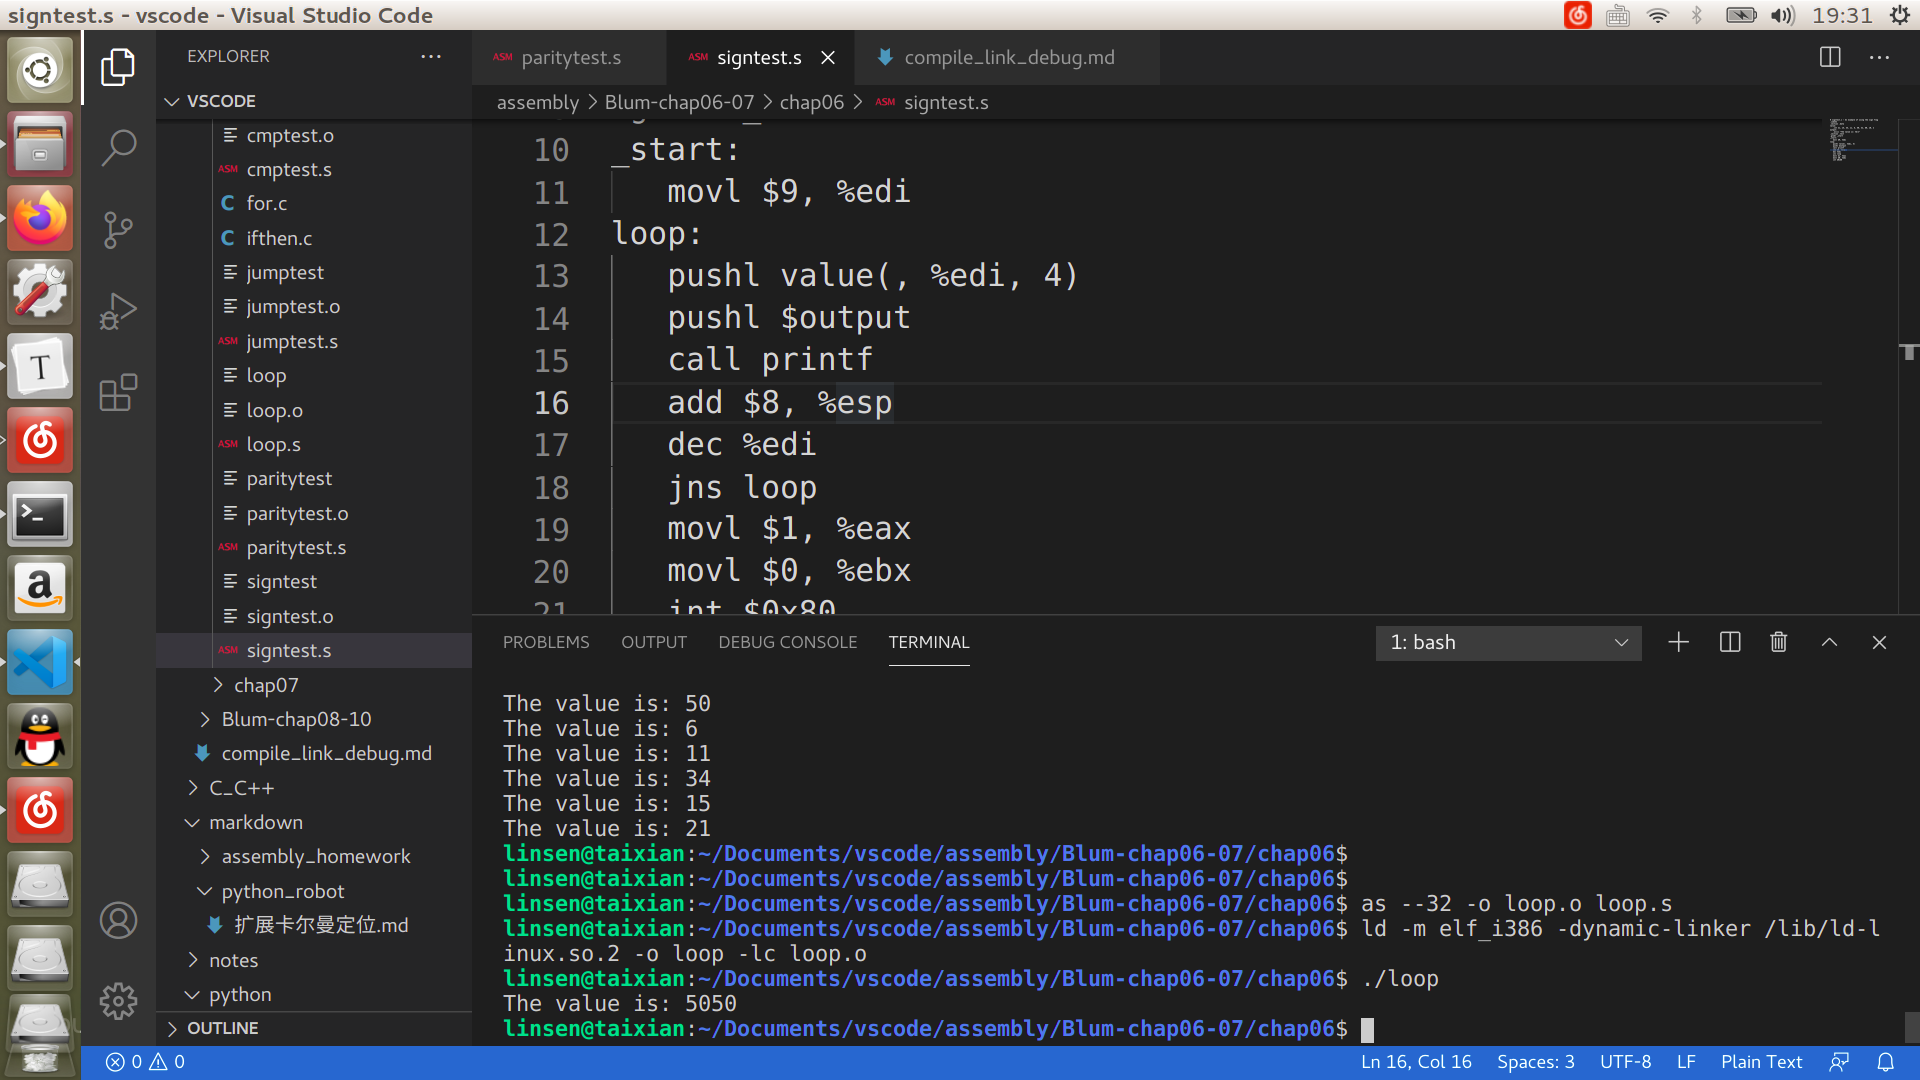 signtest.s - vscode - Visual Studio Code
19:31
EXPLORER
VSCODE
cmptest.o
ASM cmptest.s
C for.c
C ifthen.c
jumptest
jumptest.o
ASM jumptest.s
loop
loop.o
ASM loop.s
paritytest
paritytest.o
ASM paritytest.s
signtest
signtest.o
ASM signtest.s
chap07
Blum-chap08-10
compile_link_debug.md
C_C++
markdown
assembly_homework
python_robot
扩展卡尔曼定位.md
notes
python
OUTLINE
ASM paritytest.s
ASM signtest.s
compile_link_debug.md
assembly > Blum-chap06-07 > chap06 > ASM signtest.s
10 _start:
11 movl $9, %edi
12 loop:
13 pushl value(, %edi, 4)
14 pushl $output
15 call printf
16 add $8, %esp
17 dec %edi
18 jns loop
19 movl $1, %eax
20 movl $0, %ebx
21 int $0x80
PROBLEMS OUTPUT DEBUG CONSOLE TERMINAL
1: bash
The value is: 50
The value is: 6
The value is: 11
The value is: 34
The value is: 15
The value is: 21
linsen@taixian:~/Documents/vscode/assembly/Blum-chap06-07/chap06$
linsen@taixian:~/Documents/vscode/assembly/Blum-chap06-07/chap06$
linsen@taixian:~/Documents/vscode/assembly/Blum-chap06-07/chap06$ as --32 -o loop.o loop.s
linsen@taixian:~/Documents/vscode/assembly/Blum-chap06-07/chap06$ ld -m elf_i386 -dynamic-linker /lib/ld-l
inux.so.2 -o loop -lc loop.o
linsen@taixian:~/Documents/vscode/assembly/Blum-chap06-07/chap06$ ./loop
The value is: 5050
linsen@taixian:~/Documents/vscode/assembly/Blum-chap06-07/chap06$
0 0
Ln 16, Col 16 Spaces: 3 UTF-8 LF Plain Text